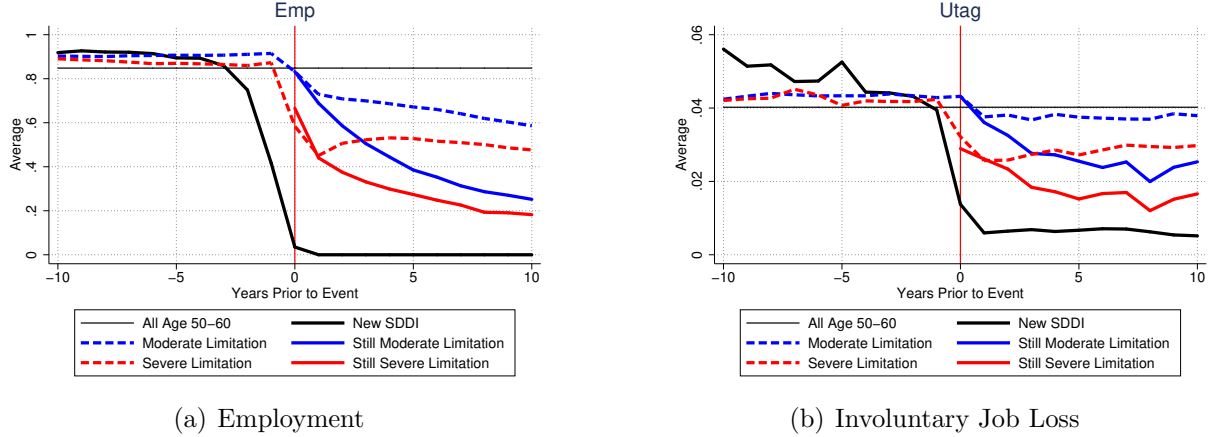 Emp
Average
1
.8
.6
.4
.2
0
−10
−5
0
5
10
Years Prior to Event
All Age 50−60
New SDDI
Moderate Limitation
Still Moderate Limitation
Severe Limitation
Still Severe Limitation
(a) Employment
Utag
Average
.06
.04
.02
0
−10
−5
0
5
10
Years Prior to Event
All Age 50−60
New SDDI
Moderate Limitation
Still Moderate Limitation
Severe Limitation
Still Severe Limitation
(b) Involuntary Job Loss